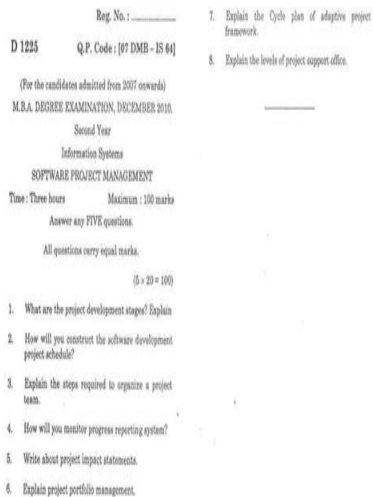 Reg. No. :
D 1225 Q.P. Code : [07 DMB - IS 64]
(For the candidates admitted from 2007 onwards)
M.B.A. DEGREE EXAMINATION, DECEMBER 2010.
Second Year
Information Systems
SOFTWARE PROJECT MANAGEMENT
Time : Three hours Maximum : 100 marks
Answer any FIVE questions.
All questions carry equal marks.
(5 x 20 = 100)
1. What are the project development stages? Explain
2. How will you construct the software development
project schedule?
3. Explain the steps required to organize a project
team.
4. How will you moniter progress reporting system?
5. Write about project impact statements.
6. Explain project portfolio management.
7. Explain the Cycle plan of adaptive project
framework.
8. Explain the levels of project support office.